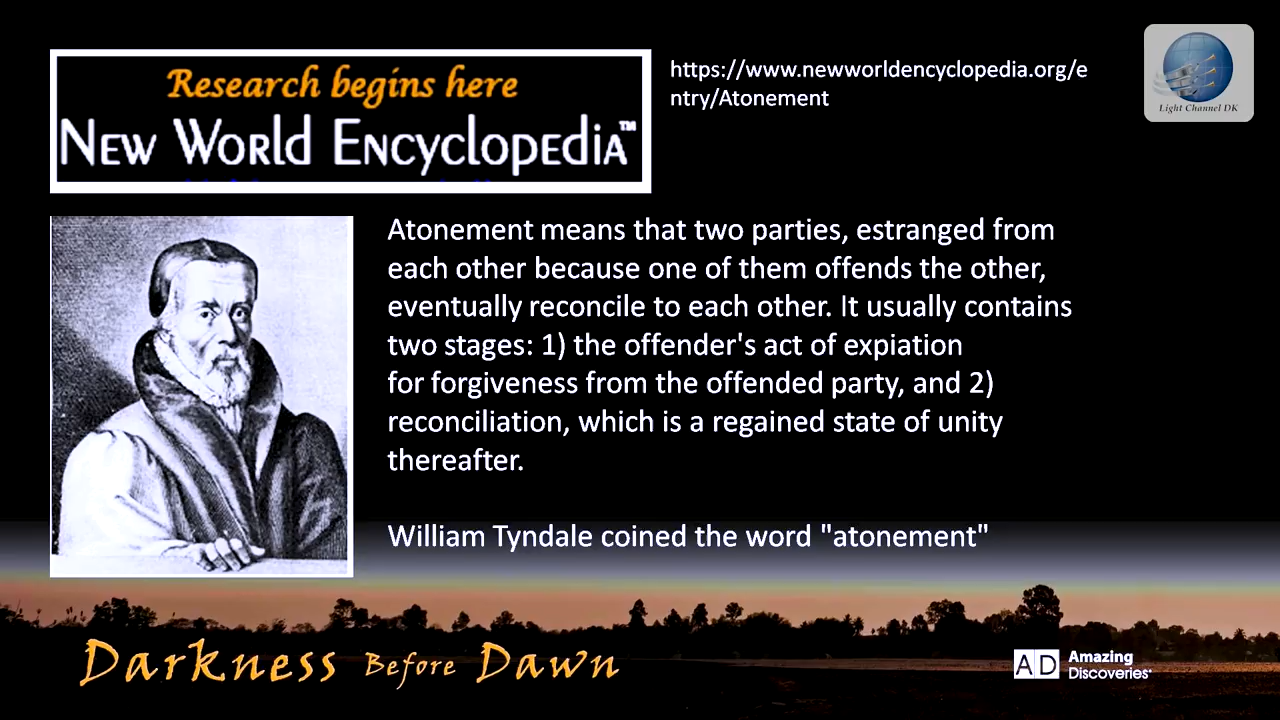 Research begins here
New World Encyclopedia™
https://www.newworldencyclopedia.org/e
ntry/Atonement
Light Channel DK
Atonement means that two parties, estranged from
each other because one of them offends the other,
eventually reconcile to each other. It usually contains
two stages: 1) the offender's act of expiation
for forgiveness from the offended party, and 2)
reconciliation, which is a regained state of unity
thereafter.
William Tyndale coined the word "atonement"
Darkness Before Dawn
AD Amazing
Discoveries